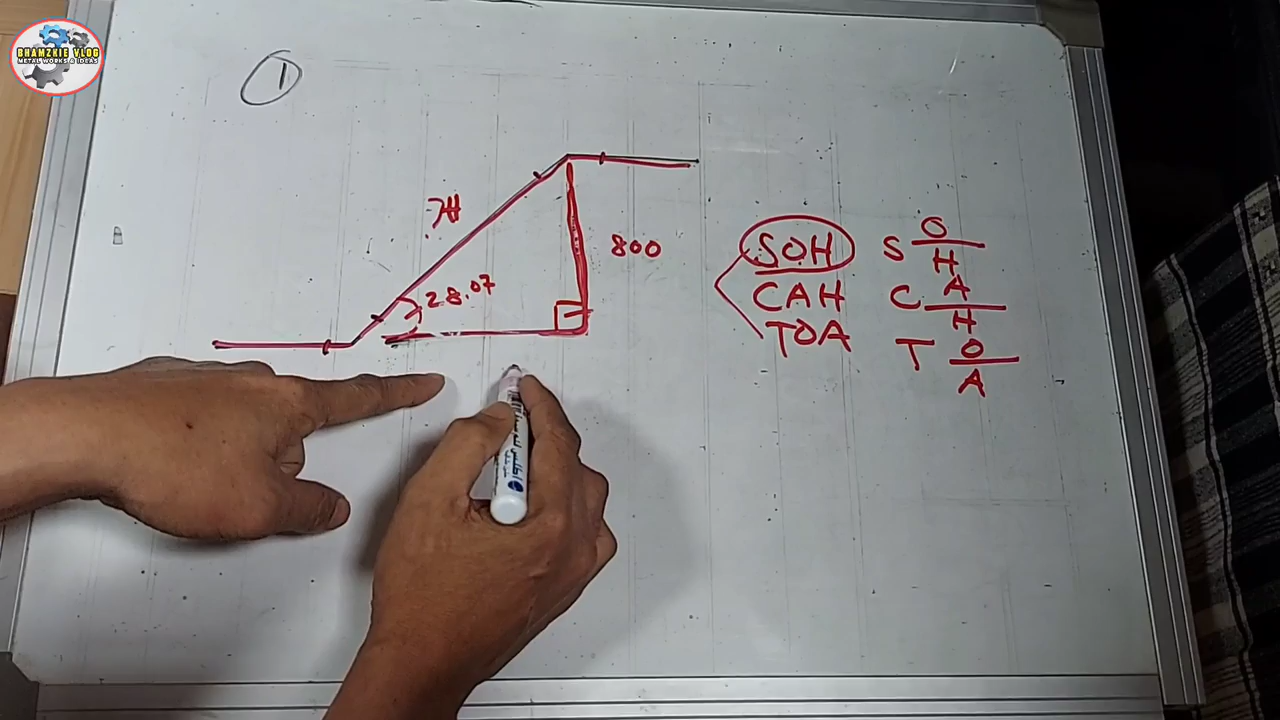 BHAMZKIE VLOG
METAL WORKS & IDEAS
1
?H
28.07
800
SOH
CAH
TOA
S O/H
C A/H
T O/A